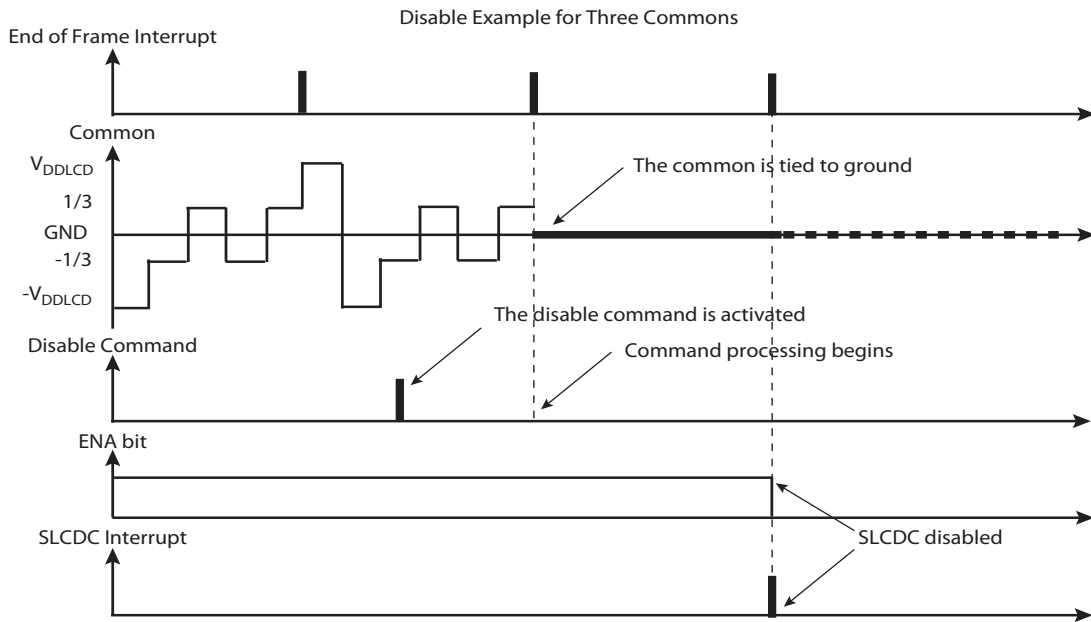 Disable Example for Three Commons
End of Frame Interrupt
Common
VDDLCD
The common is tied to ground
1/3
GND
-1/3
-VDDLCD
The disable command is activated
Disable Command
Command processing begins
ENA bit
SLCDC Interrupt
SLCDC disabled